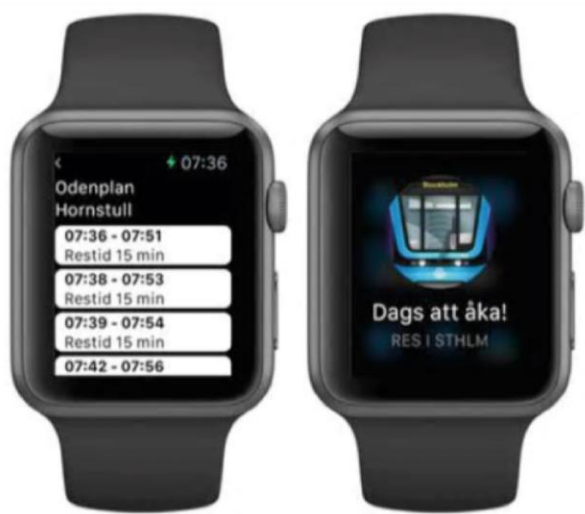 07:36
Odenplan
Hornstull
07:36 - 07:51
Restid 15 min
07:38 - 07:53
Restid 15 min
07:39 - 07:54
Restid 15 min
07:42 - 07:56
Stockholm
Dags att åka!
RES I STHLM